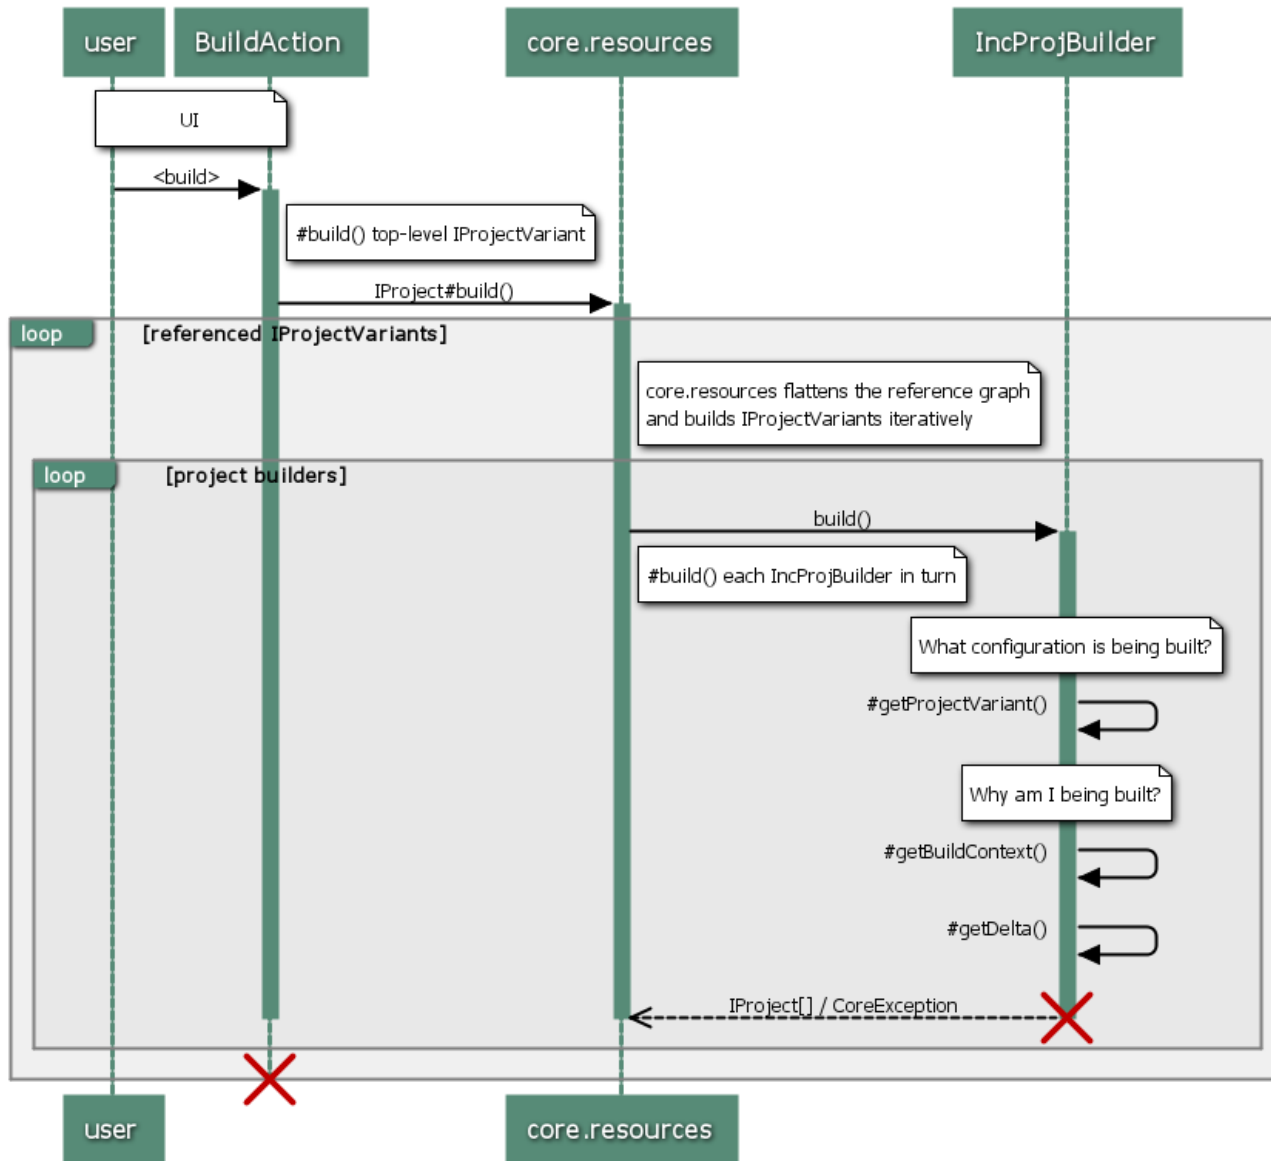 user
BuildAction
core.resources
IncProjBuilder
UI
<build>
#build() top-level IProjectVariant
IProject#build()
loop
[referenced IProjectVariants]
core.resources flattens the reference graph
and builds IProjectVariants iteratively
loop
[project builders]
build()
#build() each IncProjBuilder in turn
What configuration is being built?
#getProjectVariant()
Why am I being built?
#getBuildContext()
#getDelta()
IProject[] / CoreException
user
core.resources